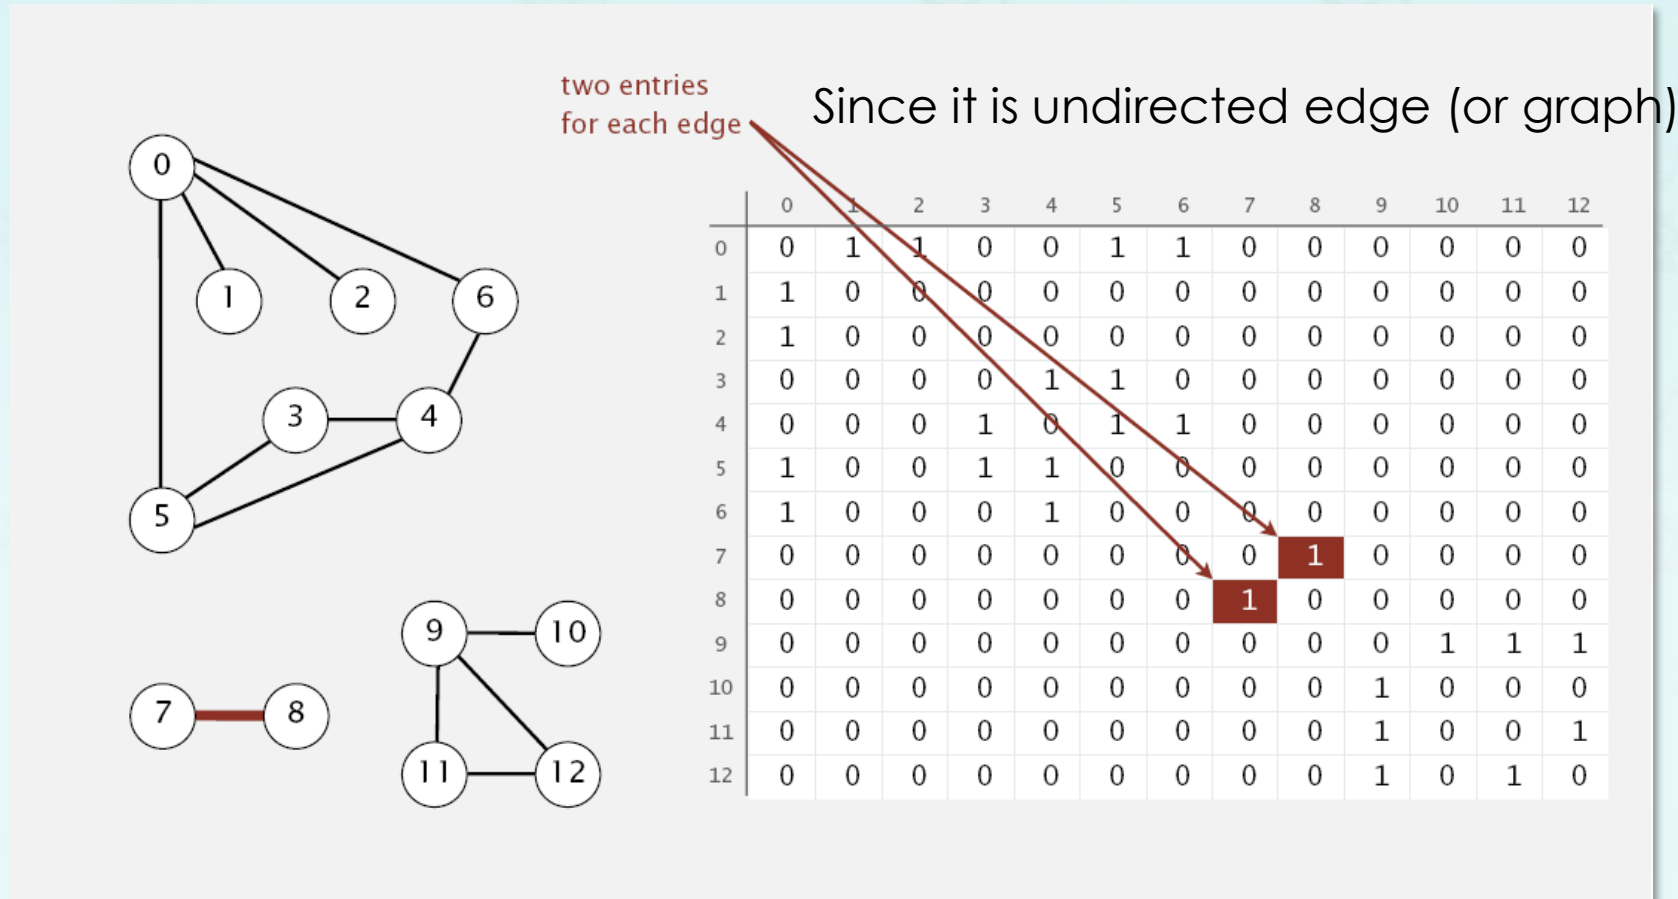 two entries
for each edge
Since it is undirected edge (or graph)
0
1 2 6
3 4
5
9 10
7 8
11 12
0 1 2 3 4 5 6 7 8 9 10 11 12
0 0 1 1 0 0 1 1 0 0 0 0 0 0
1 1 0 0 0 0 0 0 0 0 0 0 0 0
2 1 0 0 0 0 0 0 0 0 0 0 0 0
3 0 0 0 0 1 1 0 0 0 0 0 0 0
4 0 0 0 1 0 1 1 0 0 0 0 0 0
5 1 0 0 1 1 0 0 0 0 0 0 0 0
6 1 0 0 0 1 0 0 0 0 0 0 0 0
7 0 0 0 0 0 0 0 0 1 0 0 0 0
8 0 0 0 0 0 0 0 1 0 0 0 0 0
9 0 0 0 0 0 0 0 0 0 0 1 1 1
10 0 0 0 0 0 0 0 0 0 1 0 0 0
11 0 0 0 0 0 0 0 0 0 1 0 0 1
12 0 0 0 0 0 0 0 0 0 1 0 1 0